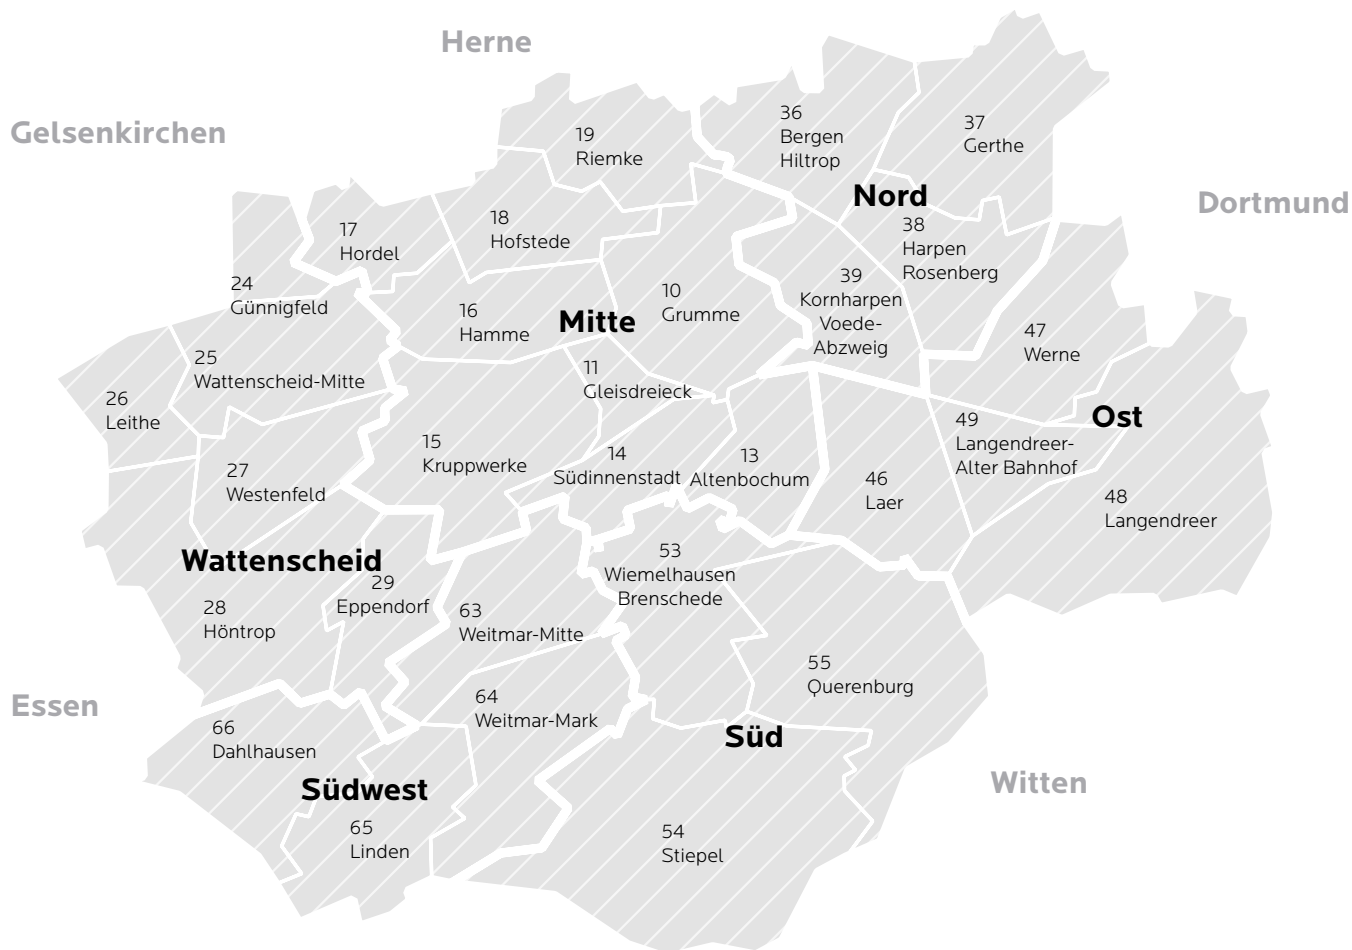 Herne
Gelsenkirchen
36
Bergen
Hiltrop
37
Gerthe
19
Riemke
Nord
Dortmund
17
Hordel
18
Hofstede
38
Harpen
Rosenberg
24
Günnigfeld
39
Kornharpen
Voede-
Abzweig
10
Grumme
16
Hamme
Mitte
47
Werne
25
Wattenscheid-Mitte
11
Gleisdreieck
26
Leithe
Ost
49
Langendreer-
Alter Bahnhof
15
Kruppwerke
14
Südinnenstadt
13
Altenbochum
27
Westenfeld
46
Laer
48
Langendreer
Wattenscheid
53
Wiemelhausen
Brenschede
29
Eppendorf
28
Höntrop
63
Weitmar-Mitte
55
Querenburg
Essen
64
Weitmar-Mark
66
Dahlhausen
Süd
Südwest
Witten
65
Linden
54
Stiepel